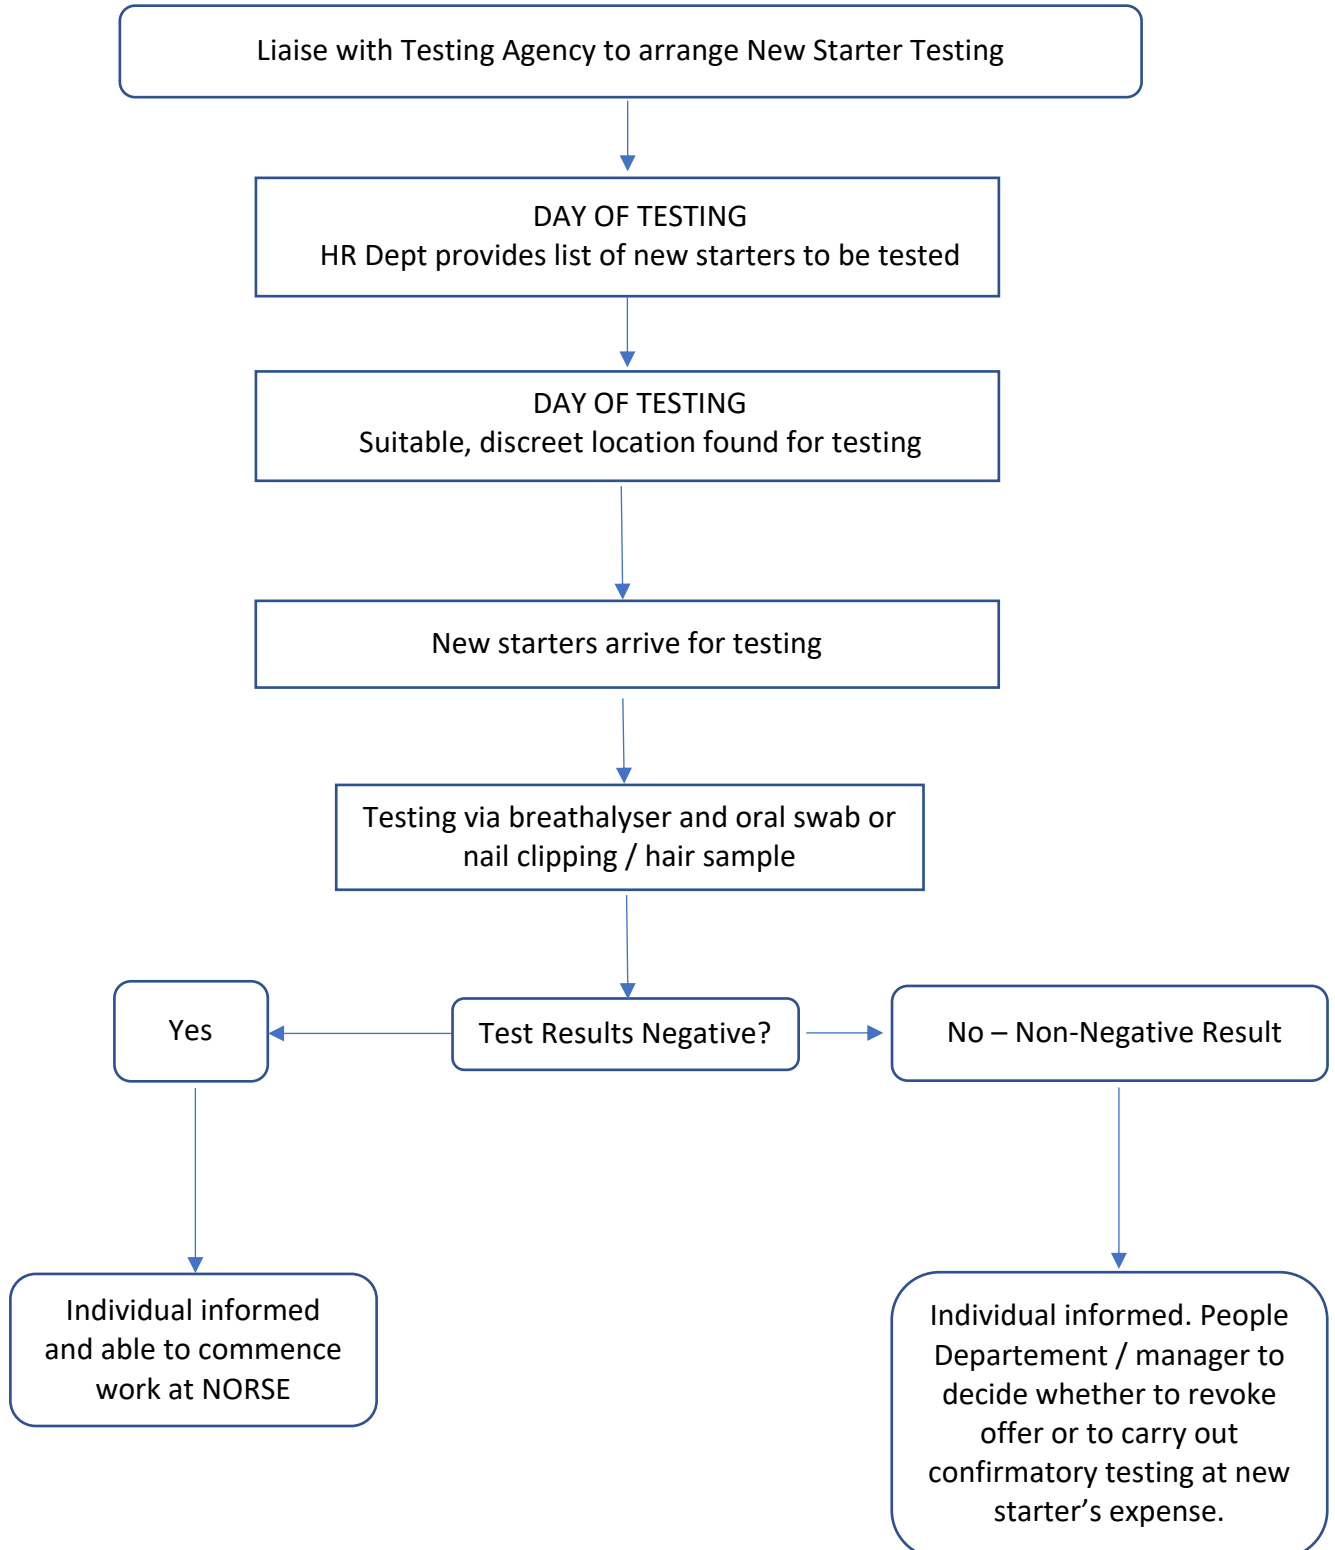 Liaise with Testing Agency to arrange New Starter Testing
DAY OF TESTING
HR Dept provides list of new starters to be tested
DAY OF TESTING
Suitable, discreet location found for testing
New starters arrive for testing
Testing via breathalyser and oral swab or
nail clipping / hair sample
Yes
Test Results Negative?
No – Non-Negative Result
Individual informed
and able to commence
work at NORSE
Individual informed. People
Departement / manager to
decide whether to revoke
offer or to carry out
confirmatory testing at new
starter’s expense.